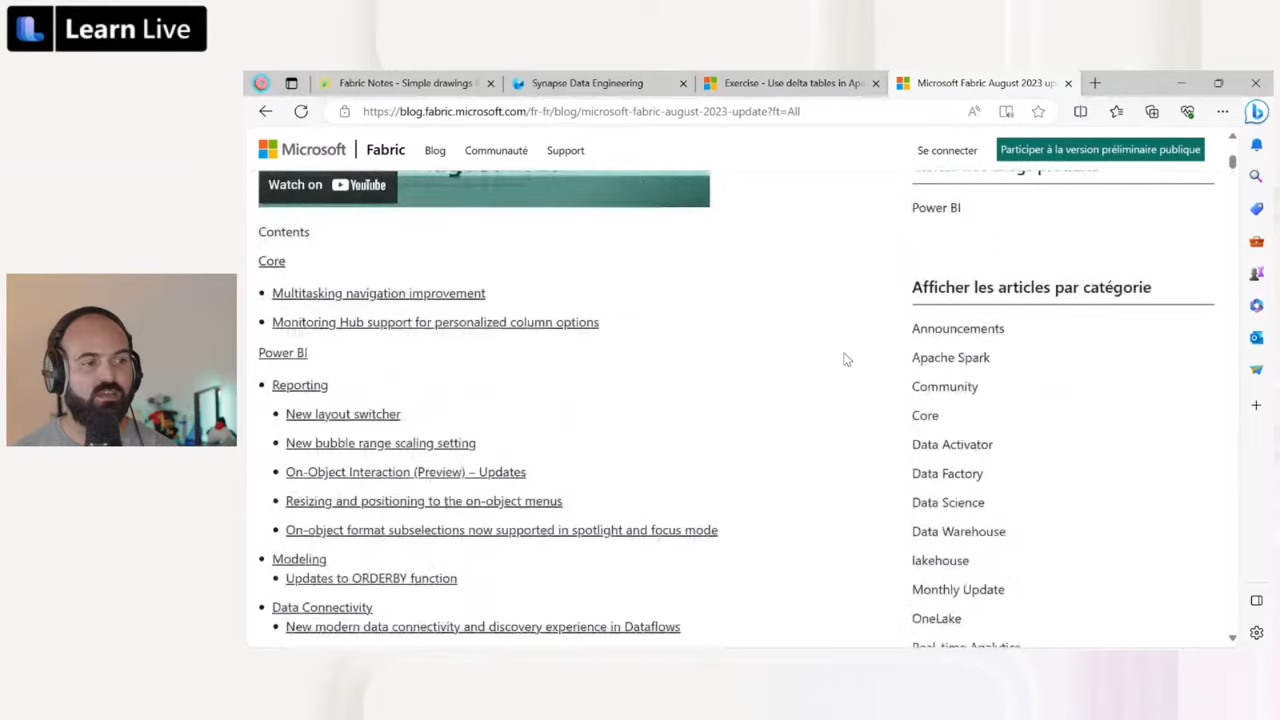 Learn Live
Fabric Notes - Simple drawings
Synapse Data Engineering
Exercise - Use delta tables in Apa
Microsoft Fabric August 2023 up
https://blog.fabric.microsoft.com/fr-fr/blog/microsoft-fabric-august-2023-update?ft=All
Microsoft
Fabric
Blog
Communauté
Support
Se connecter
Participer à la version préliminaire publique
Watch on YouTube
Contents
Core
Multitasking navigation improvement
Monitoring Hub support for personalized column options
Power BI
Reporting
New layout switcher
New bubble range scaling setting
On-Object Interaction (Preview) – Updates
Resizing and positioning to the on-object menus
On-object format subselections now supported in spotlight and focus mode
Modeling
Updates to ORDERBY function
Data Connectivity
New modern data connectivity and discovery experience in Dataflows
Power BI
Afficher les articles par catégorie
Announcements
Apache Spark
Community
Core
Data Activator
Data Factory
Data Science
Data Warehouse
lakehouse
Monthly Update
OneLake
Real-time Analytics